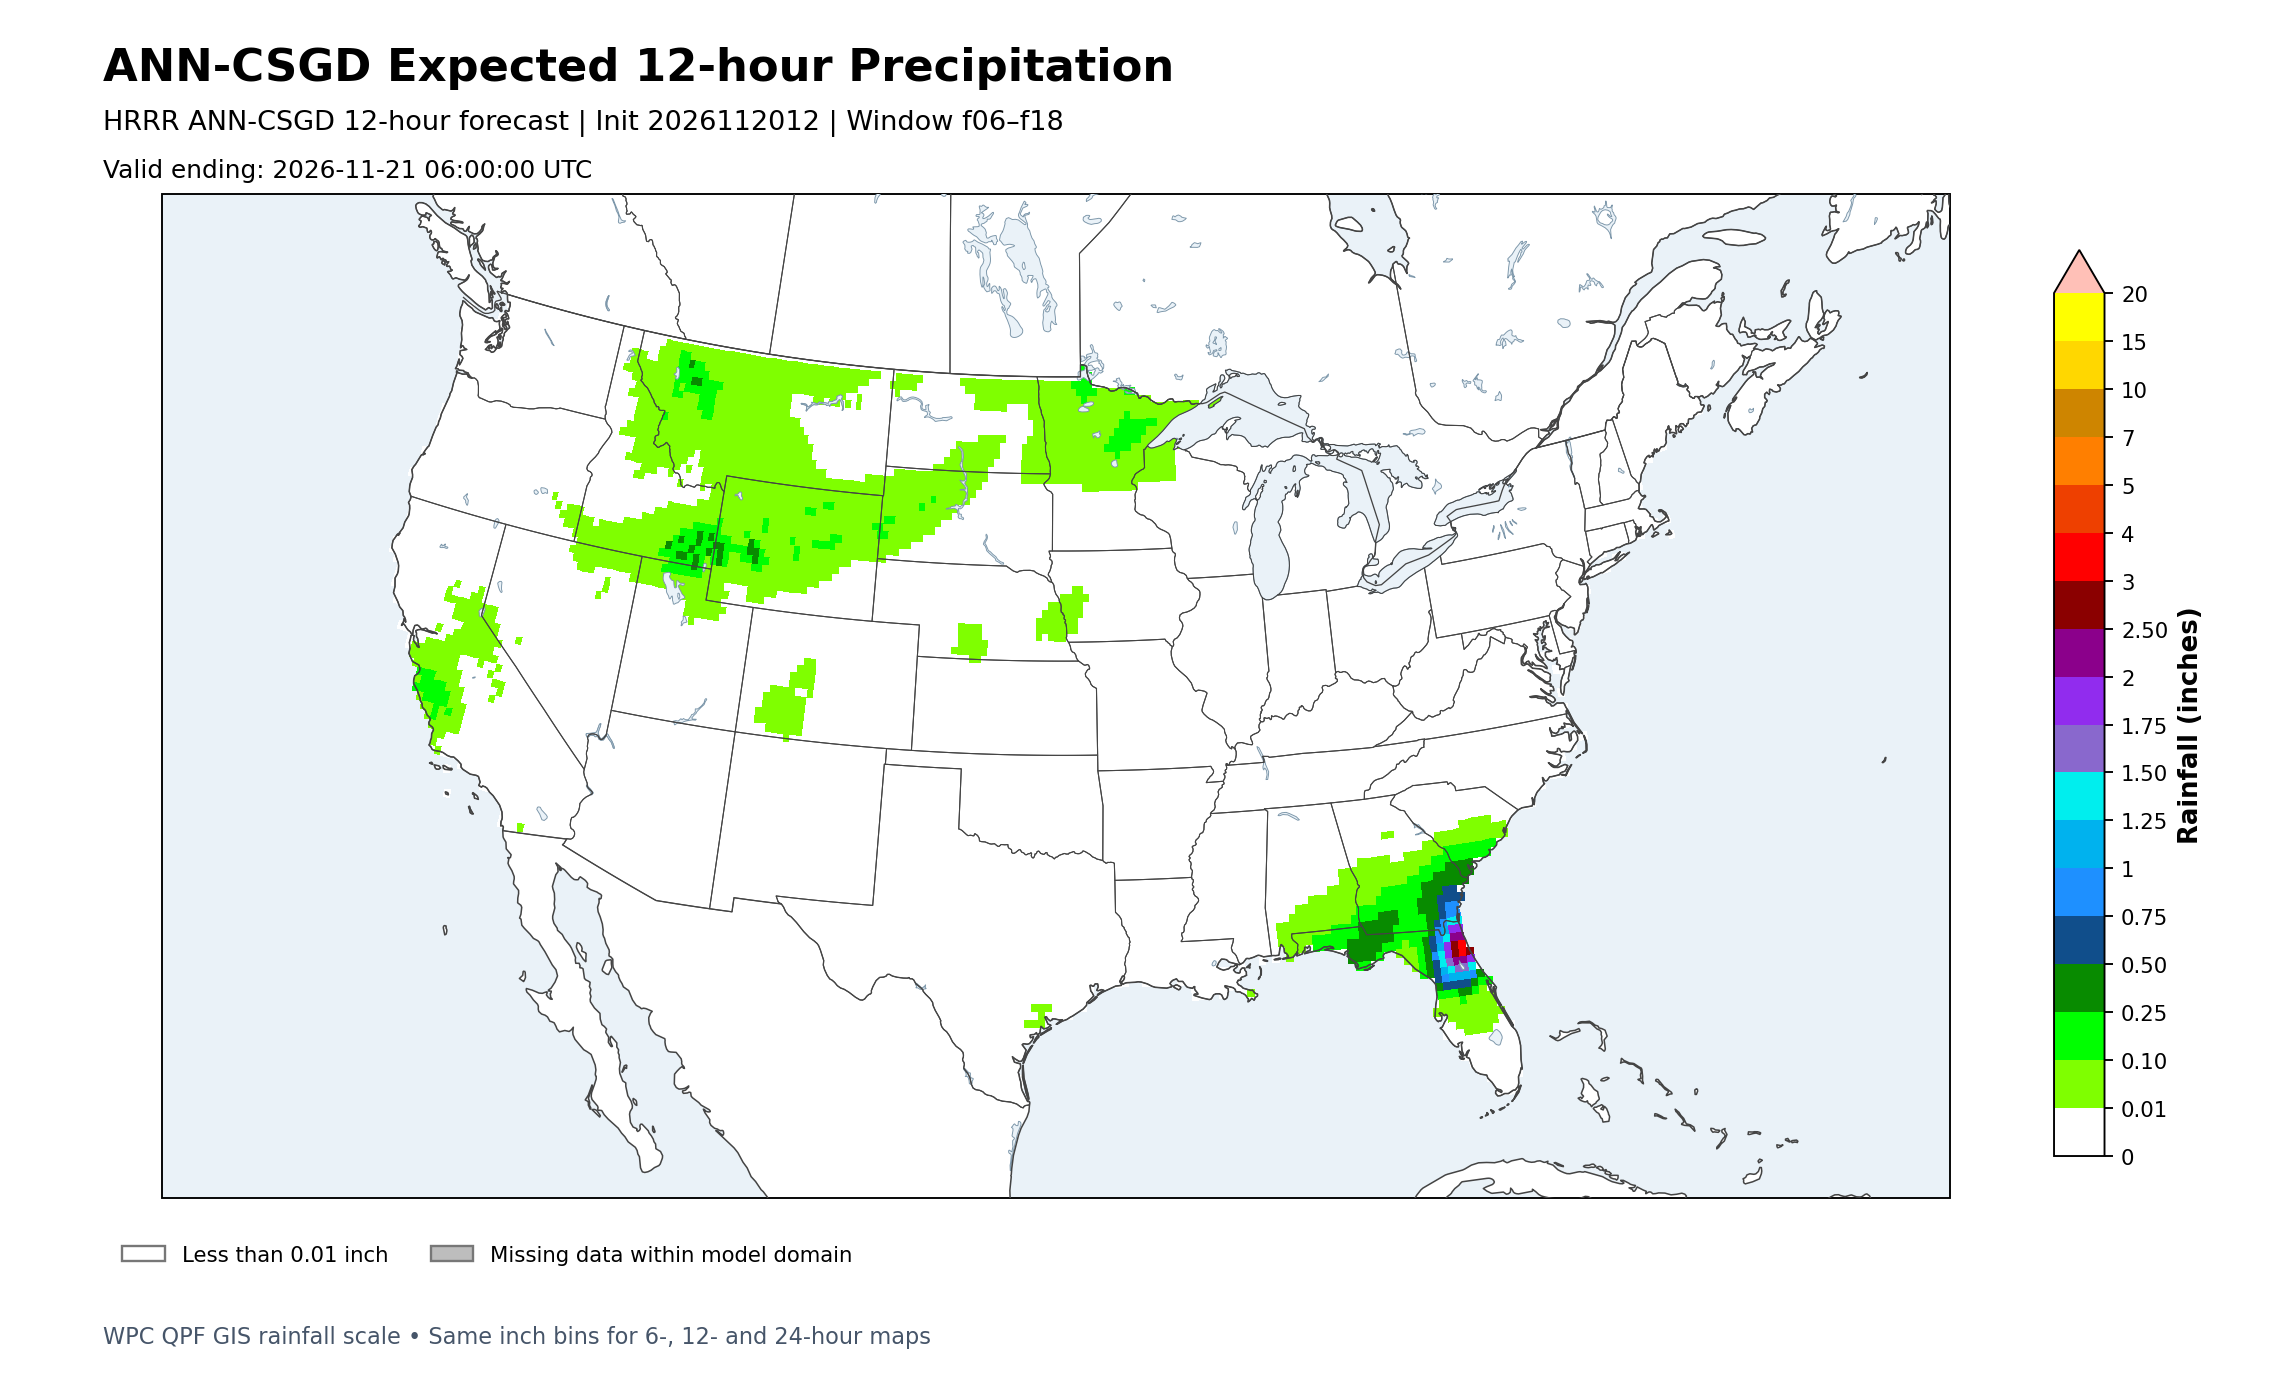 ANN-CSGD Expected 12-hour Precipitation
HRRR ANN-CSGD 12-hour forecast | Init 2026112012 | Window f06–f18
Valid ending: 2026-11-21 06:00:00 UTC
20
15
10
7
5
4
3
2.50
2
1.75
1.50
1.25
1
0.75
0.50
0.25
0.10
0.01
0
Rainfall (inches)
Less than 0.01 inch
Missing data within model domain
WPC QPF GIS rainfall scale • Same inch bins for 6-, 12- and 24-hour maps